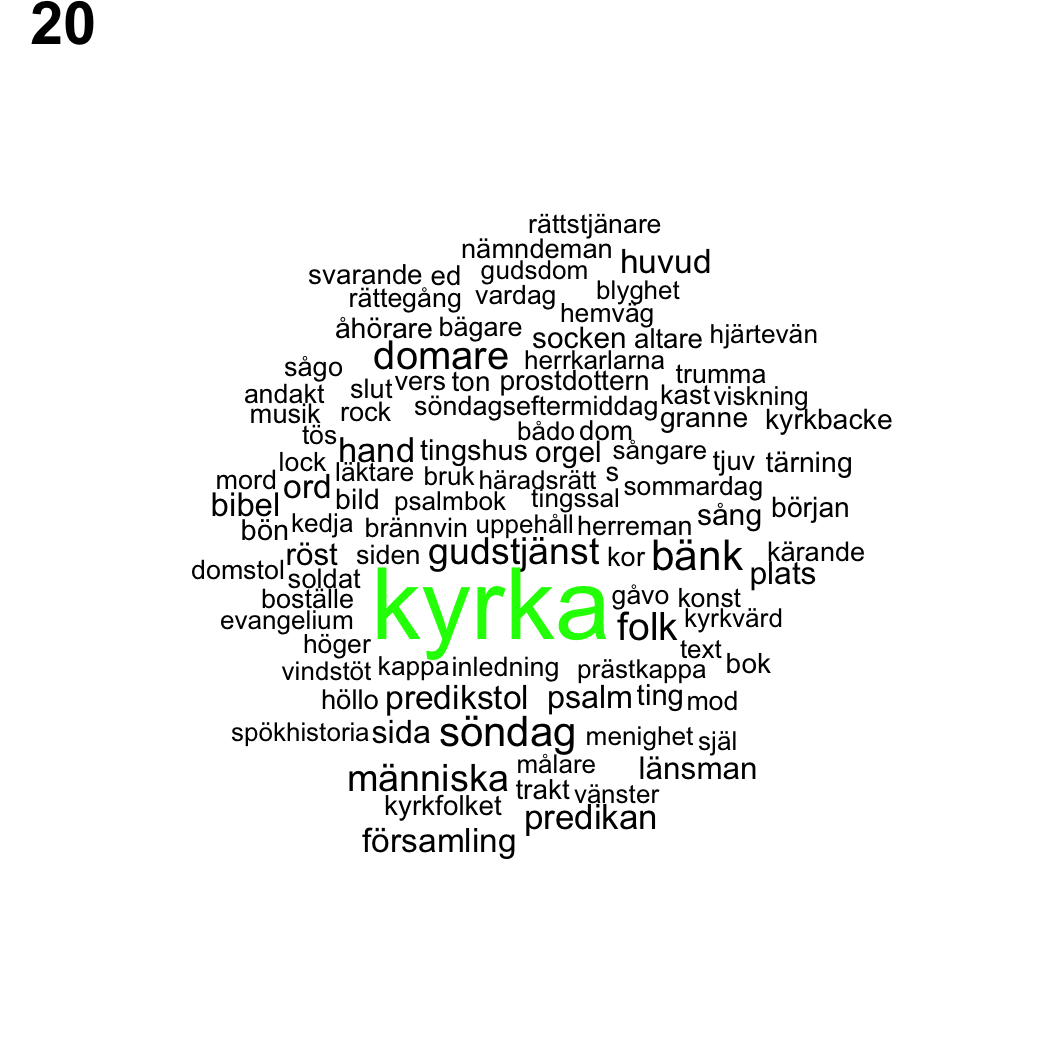 20
rättstjänare
nämndeman huvud
svarande ed gudsdom
rättegång vardag blyghet
hemväg
åhörare bägare socken altare hjärtevän
domare herrkarlarna
sågo trumma
andakt slut vers ton prostdottern kast viskning
musik rock söndagseftermiddag granne kyrkbacke
tös bådo dom
hand tingshus orgel sångare
lock läktare bruk häradsrätt s tjuv tärning
mord ord sommardag
bibel bild psalmbok tingssal sång början
bön kedja brännvin uppehåll herreman
röst siden gudstjänst kor bänk kärande
domstol soldat plats
boställe kyrka gåvo konst
evangelium folk kyrkvärd
höger text
vindstöt kappa inledning prästkappa bok
höllo predikstol psalm ting mod
spökhistoria sida söndag menighet själ
människa målare länsman
trakt vänster
kyrkfolket predikan
församling